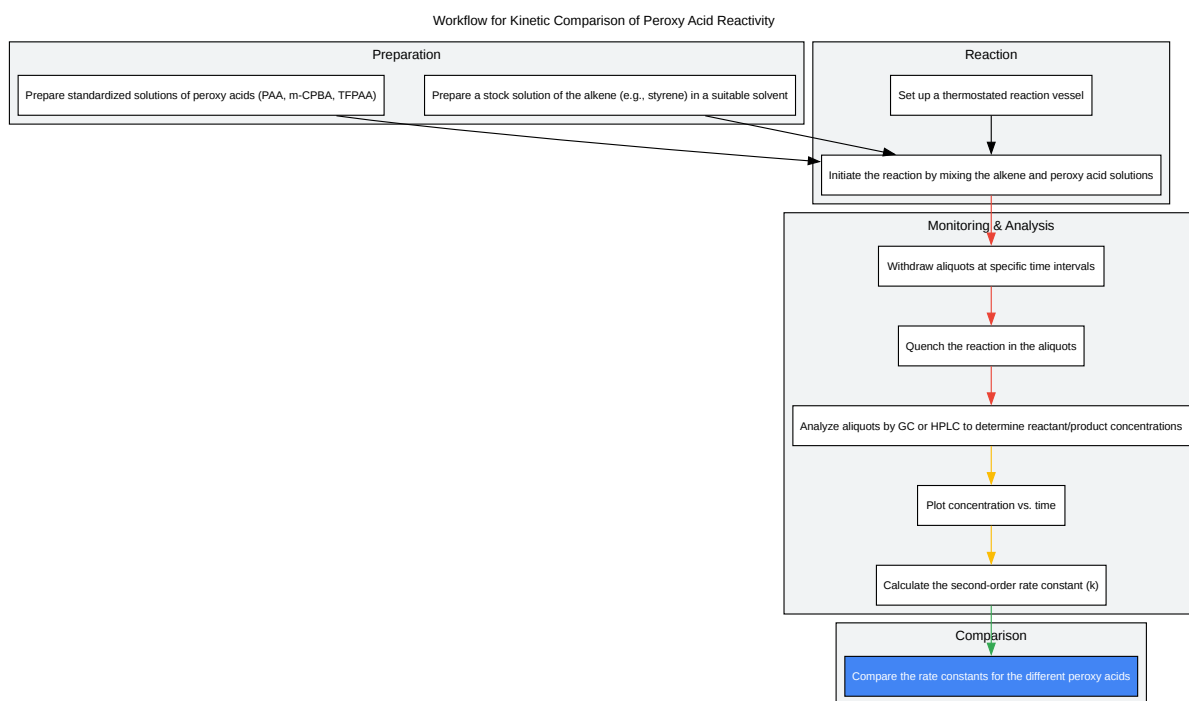 Workflow for Kinetic Comparison of Peroxy Acid Reactivity
Preparation
Prepare standardized solutions of peroxy acids (PAA, m-CPBA, TFPAA)
Prepare a stock solution of the alkene (e.g., styrene) in a suitable solvent
Reaction
Set up a thermostated reaction vessel
Initiate the reaction by mixing the alkene and peroxy acid solutions
Monitoring & Analysis
Withdraw aliquots at specific time intervals
Quench the reaction in the aliquots
Analyze aliquots by GC or HPLC to determine reactant/product concentrations
Plot concentration vs. time
Calculate the second-order rate constant (k)
Comparison
Compare the rate constants for the different peroxy acids